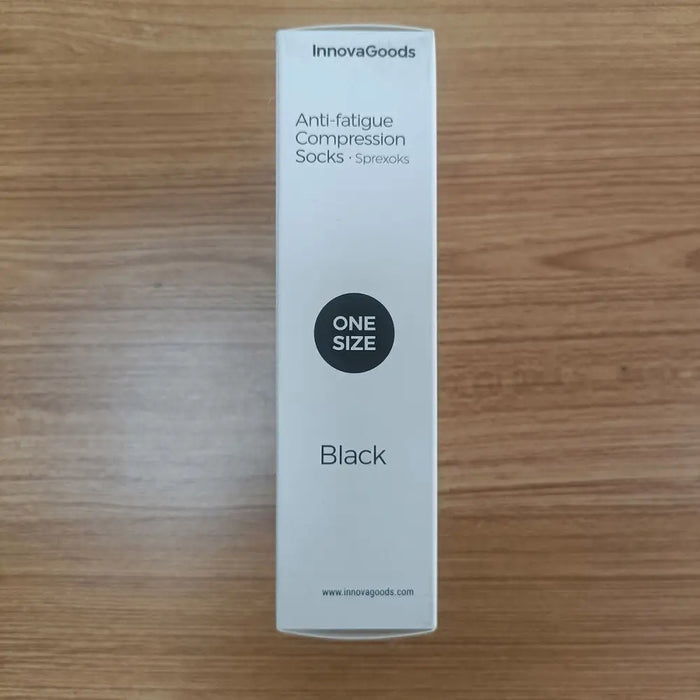 InnovaGoods
Anti-fatigue
Compression
Socks · Sprexoks
ONE
SIZE
Black
www.innovagoods.com